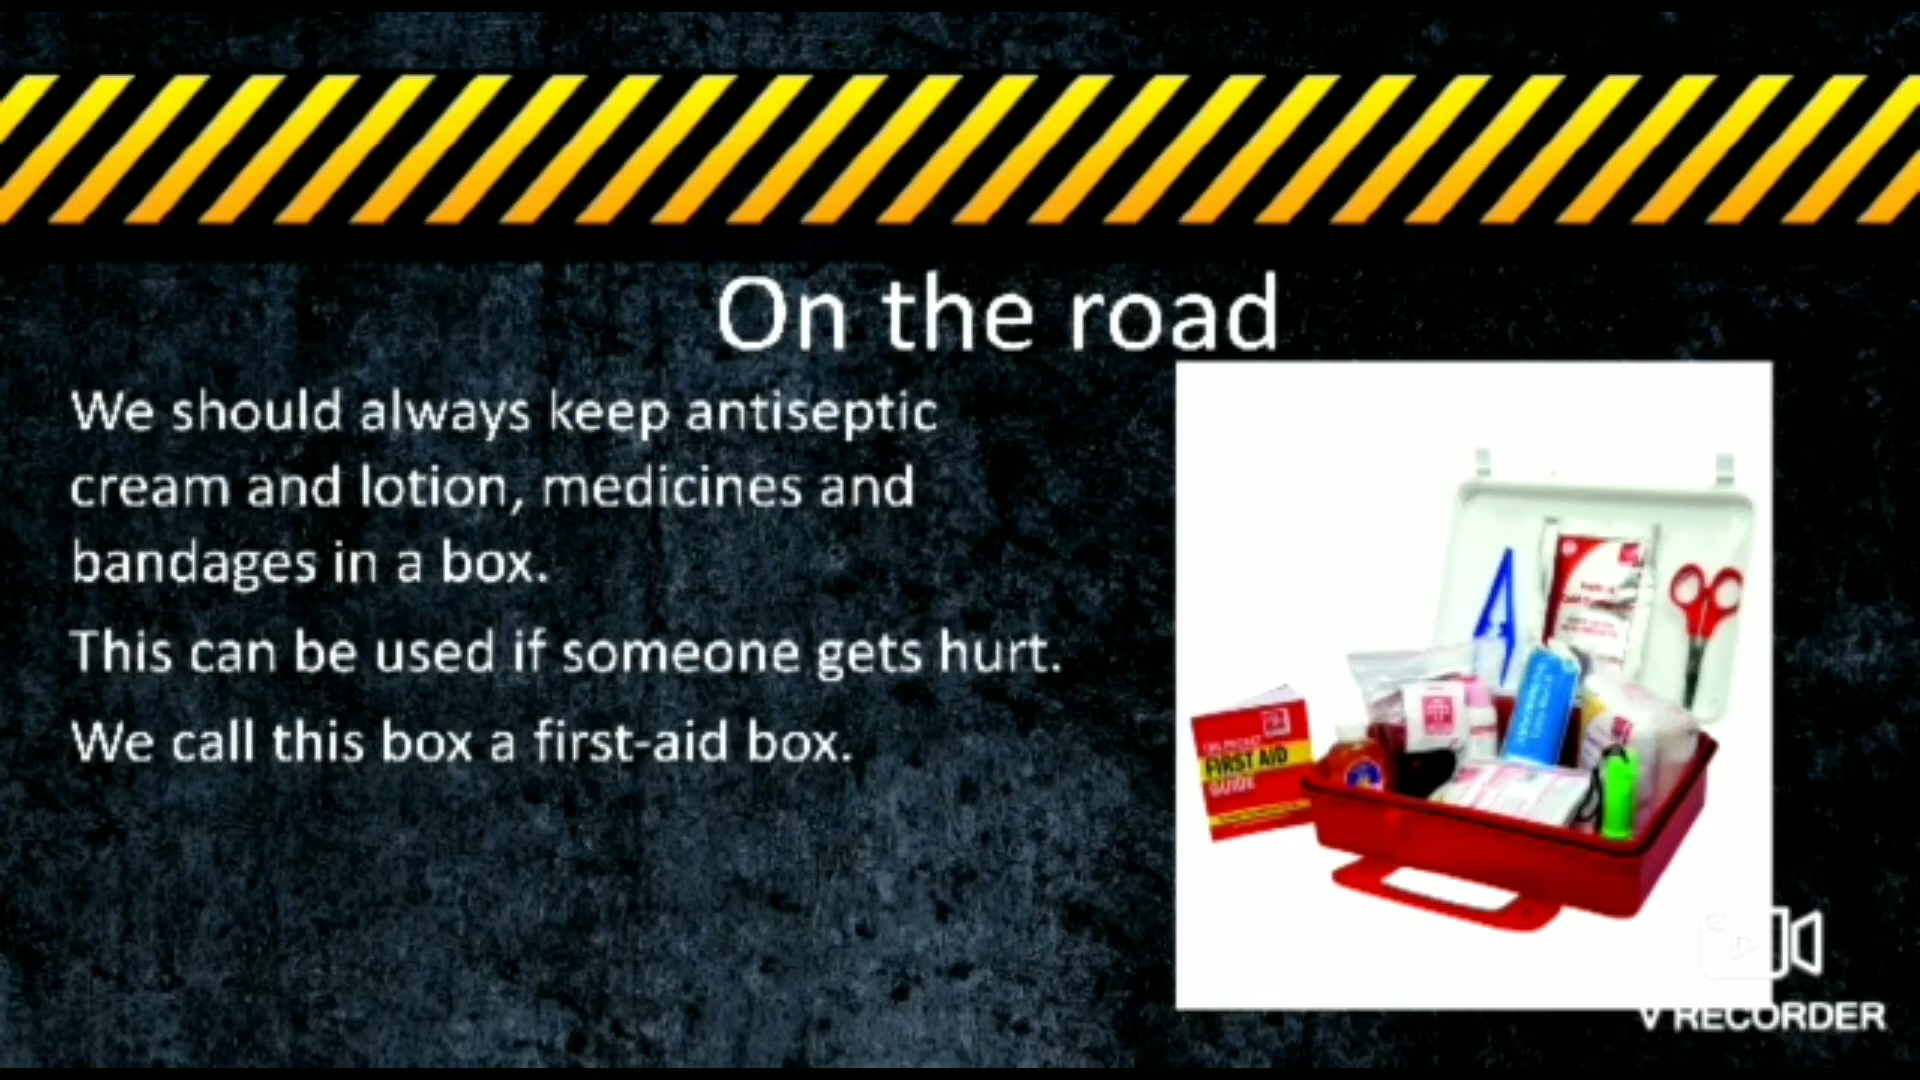 On the road
We should always keep antiseptic
cream and lotion, medicines and
bandages in a box.
This can be used if someone gets hurt.
We call this box a first-aid box.
FIRST AID
GUIDE
V RECORDER